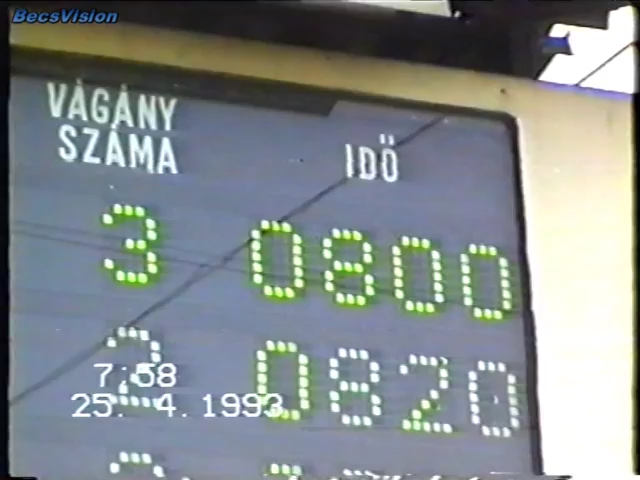 BecsVision
VÁGÁNY
SZÁMA
IDŐ
3 0800
2 0820
7:58
25. 4. 1993